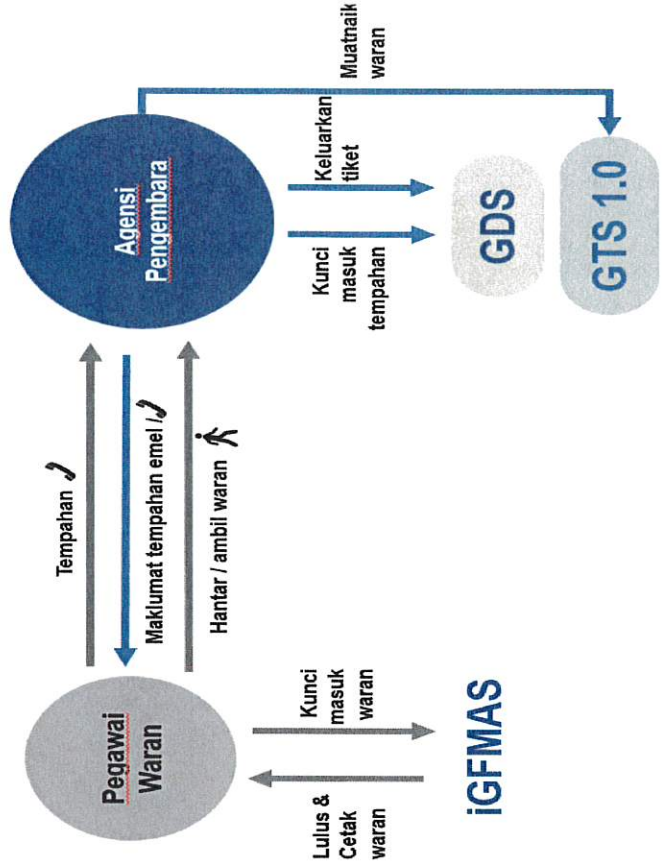 Pegawai
Waran
Tempahan
Maklumat tempahan emel /
Hantar / ambil waran
Agensi
Pengembara
Lulus &
Cetak
waran
Kunci
masuk
waran
iGFMAS
Kunci
masuk
tempahan
Keluarkan
tiket
Muatnaik
waran
GDS
GTS 1.0